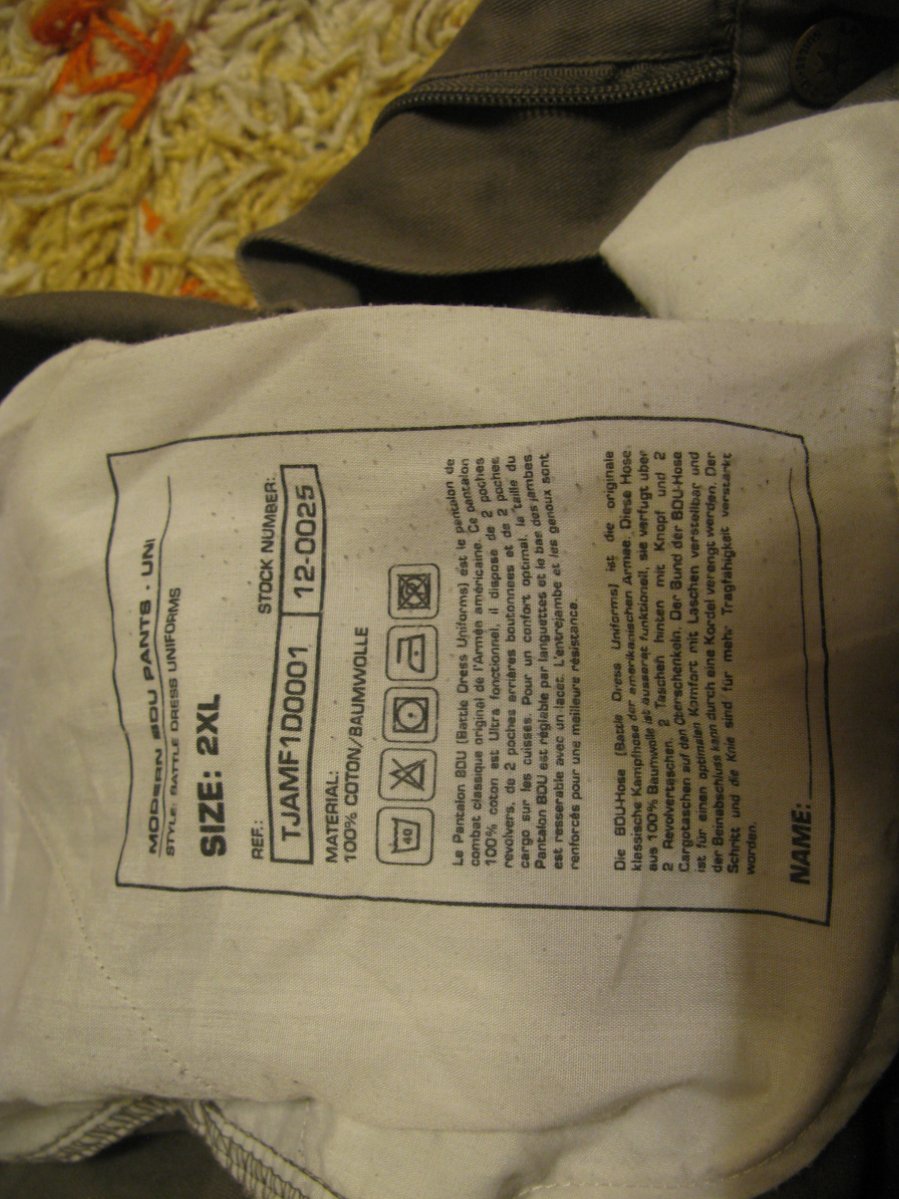 MODERN BDU PANTS · UNI
STYLE: BATTLE DRESS UNIFORMS
SIZE: 2XL
REF.:
STOCK NUMBER:
TJAMF100001
12-0025
MATERIAL:
100% COTON/BAUMWOLLE
40
Le Pantalon BDU (Battle Dress Uniforms) est le pantalon de
combat classique original de l'Armée américaine. Ce pantalon
100% coton est Ultra fonctionnel, il dispose de 2 poches
revolvers, de 2 poches arrières boutonnees et de 2 poches
cargo sur les cuisses. Pour un confort optimal, la taille du
Pantalon BDU est réglable par languettes et le bas des jambes
est resserable avec un lacet. L'entrejambe et les genoux sont
renforcés pour une meilleure résistance.
Die BDU-Hose (Battle Dress Uniforms) ist die originale
klassische Kampfhose der amerikanischen Armee. Diese Hose
aus 100% Baumwolle ist äusserst funktionell, sie verfugt uber
2 Revolvertaschen, 2 Taschen hinten mit Knopf und 2
Cargotaschen auf den Oberschenkeln. Der Bund der BDU-Hose
ist für einen optimalen Komfort mit Laschen verstellbar und
der Beinabschluss kann durch eine Kordel verengt werden. Der
Schritt und die Knie sind für mehr Tragfähigkeit verstärkt
worden.
NAME: